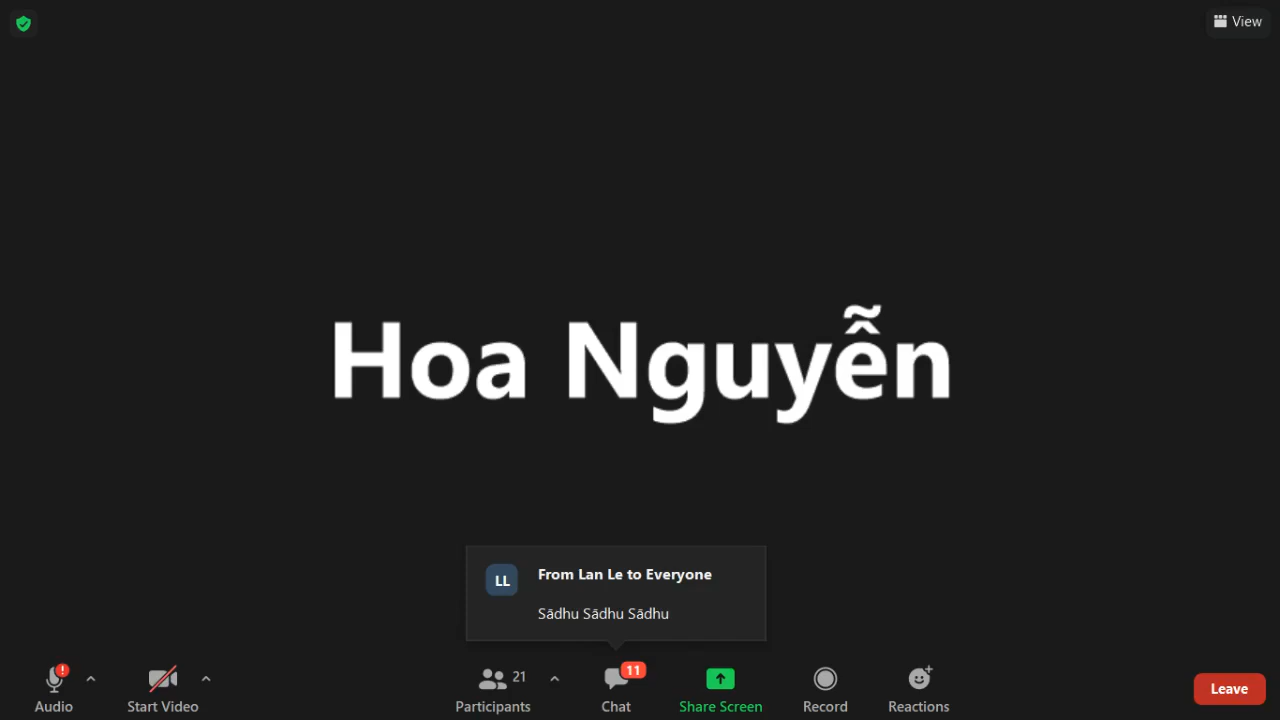 View
Hoa Nguyễn
LL
From Lan Le to Everyone
Sādhu Sādhu Sādhu
21
11
Audio
Start Video
Participants
Chat
Share Screen
Record
Reactions
Leave